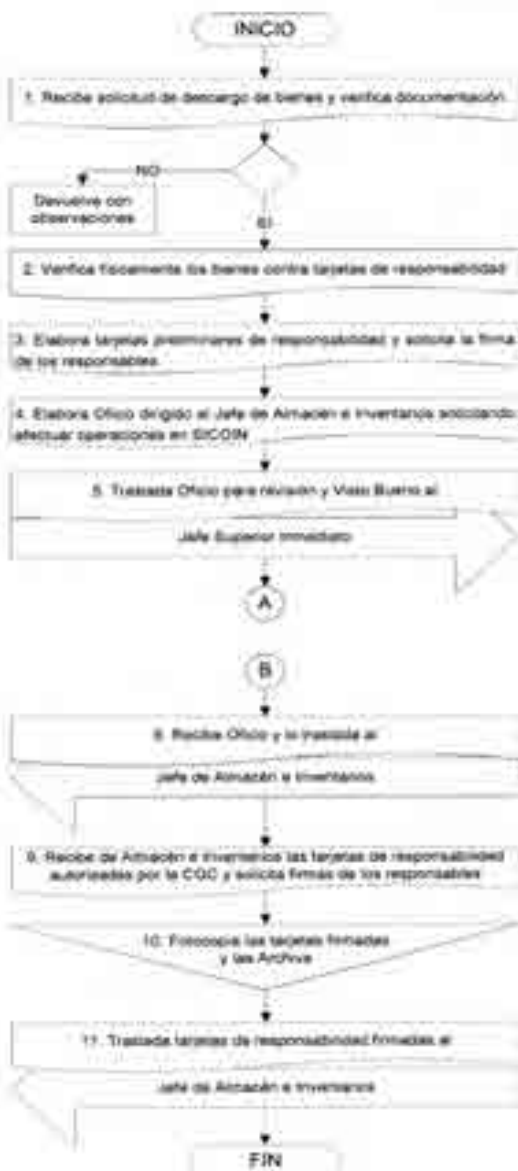 INICIO
1. Recibe solicitud de descargo de bienes y verifica documentación
NO
Devuelve con
observaciones
SI
2. Verifica físicamente los bienes contra tarjetas de responsabilidad
3. Elabora tarjetas preliminares de responsabilidad y solicita la firma
de los responsables
4. Elabora Oficio dirigido al Jefe de Almacén e Inventarios solicitando
efectuar operaciones en SICOIN
5. Traslada Oficio para revisión y Visto Bueno al
Jefe Superior Inmediato
A
B
8. Recibe Oficio y lo traslada al
Jefe de Almacén e Inventarios
9. Recibe de Almacén e Inventarios las tarjetas de responsabilidad
autorizadas por la CGC y solicita firmas de los responsables
10. Fotocopia las tarjetas firmadas
y las Archiva
11. Traslada tarjetas de responsabilidad firmadas al
Jefe de Almacén e Inventarios
FIN